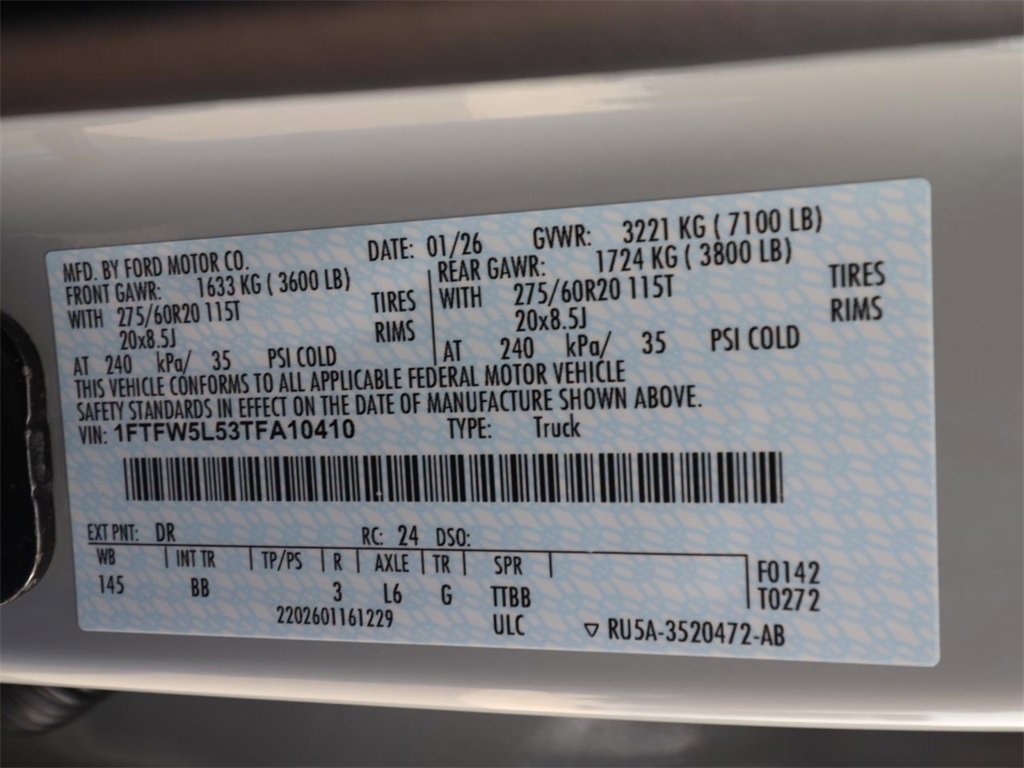 MFD. BY FORD MOTOR CO. DATE: 01/26 GVWR: 3221 KG ( 7100 LB)
FRONT GAWR: 1633 KG ( 3600 LB) REAR GAWR: 1724 KG ( 3800 LB)
WITH 275/60R20 115T TIRES WITH 275/60R20 115T TIRES
20x8.5J RIMS 20x8.5J RIMS
AT 240 kPa/ 35 PSI COLD AT 240 kPa/ 35 PSI COLD
THIS VEHICLE CONFORMS TO ALL APPLICABLE FEDERAL MOTOR VEHICLE
SAFETY STANDARDS IN EFFECT ON THE DATE OF MANUFACTURE SHOWN ABOVE.
VIN: 1FTFW5L53TFA10410 TYPE: Truck
EXT PNT: DR RC: 24 DSO:
WB INT TR TP/PS R AXLE TR SPR
145 BB 3 L6 G TTBB F0142
2202601161229 ULC T0272
▽ RU5A-3520472-AB